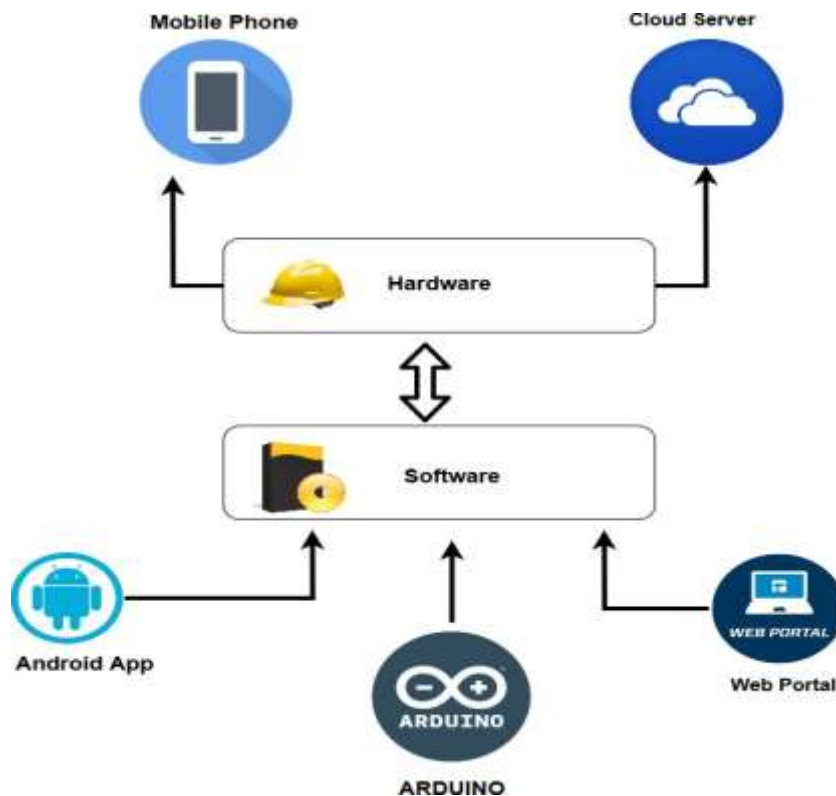 Mobile Phone
Cloud Server
Hardware
Software
Android App
WEB PORTAL
Web Portal
ARDUINO
ARDUINO